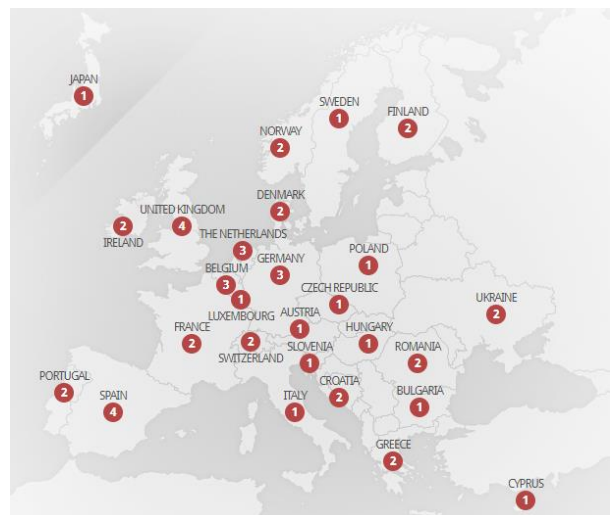 JAPAN
1
SWEDEN
1
FINLAND
2
NORWAY
2
DENMARK
2
UNITED KINGDOM
4
2
IRELAND
THE NETHERLANDS
3
GERMANY
3
POLAND
1
BELGIUM
3
1
LUXEMBOURG
CZECH REPUBLIC
1
UKRAINE
2
AUSTRIA
1
FRANCE
2
2
SWITZERLAND
HUNGARY
1
SLOVENIA
1
ROMANIA
2
PORTUGAL
2
SPAIN
4
ITALY
1
CROATIA
2
BULGARIA
1
GREECE
2
CYPRUS
1